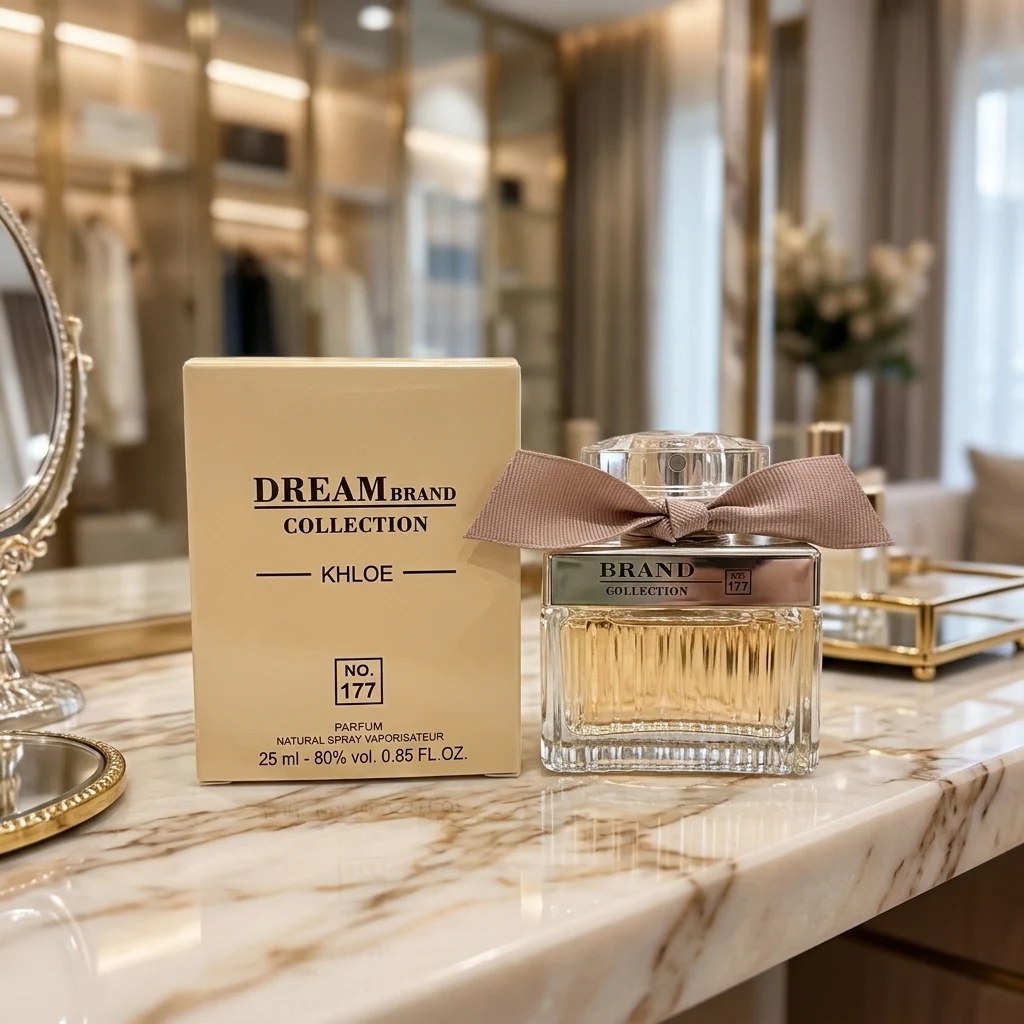 DREAM BRAND
COLLECTION
KHLOE
NO.
177
PARFUM
NATURAL SPRAY VAPORISATEUR
25 ml - 80% vol. 0.85 FL.OZ.
BRAND
COLLECTION
177